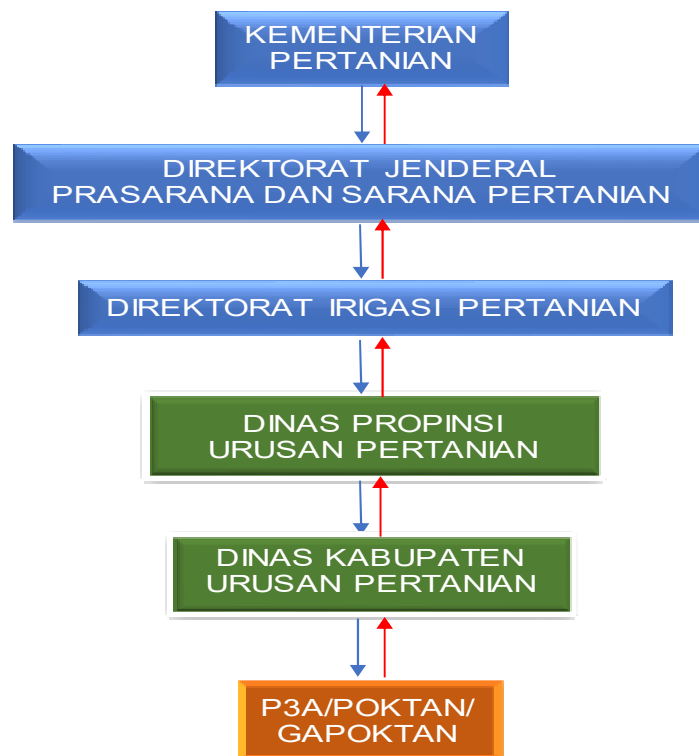 KEMENTERIAN
PERTANIAN
DIREKTORAT JENDERAL
PRASARANA DAN SARANA PERTANIAN
DIREKTORAT IRIGASI PERTANIAN
DINAS PROPINSI
URUSAN PERTANIAN
DINAS KABUPATEN
URUSAN PERTANIAN
P3A/POKTAN/
GAPOKTAN